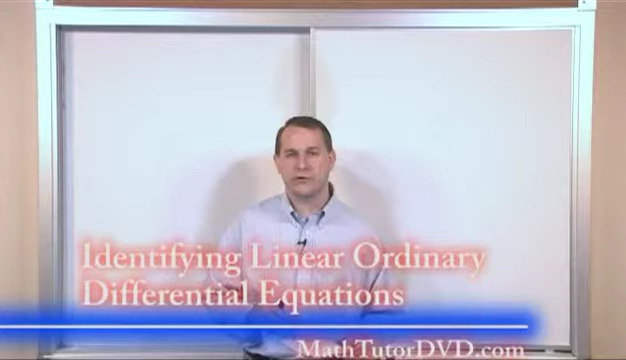 Identifying Linear Ordinary
Differential Equations
MathTutorDVD.com